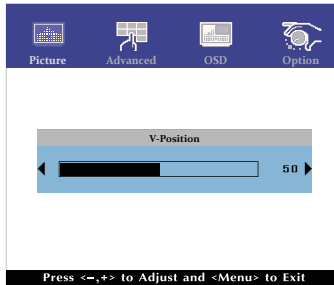 Picture Advanced OSD Option
V-Position
50
Press <-,+> to Adjust and <Menu> to Exit